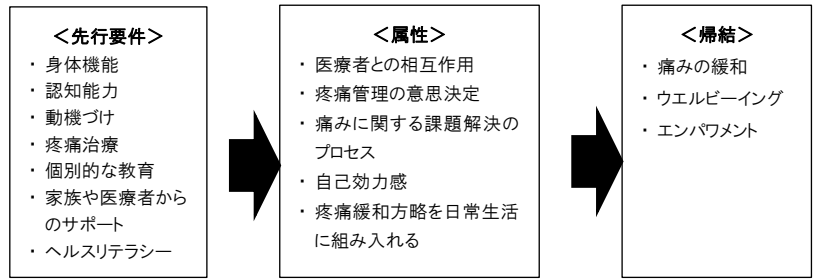 ＜先行要件＞
・ 身体機能
・ 認知能力
・ 動機づけ
・ 疼痛治療
・ 個別的な教育
・ 家族や医療者から
のサポート
・ ヘルスリテラシー
＜属性＞
・ 医療者との相互作用
・ 疼痛管理の意思決定
・ 痛みに関する課題解決の
プロセス
・ 自己効力感
・ 疼痛緩和方略を日常生活
に組み入れる
＜帰結＞
・ 痛みの緩和
・ ウエルビーイング
・ エンパワメント